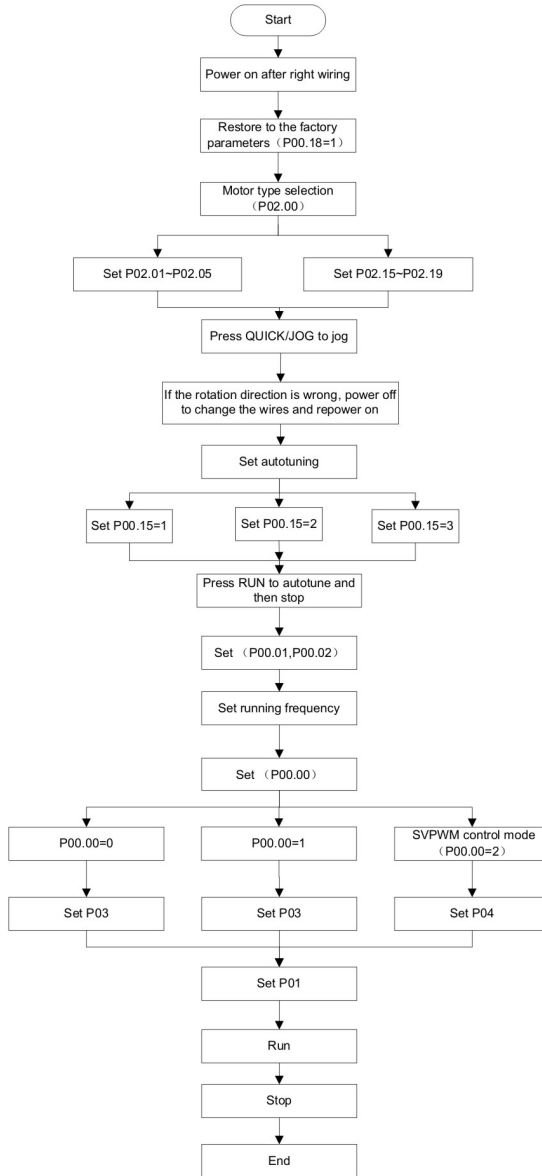 Start
Power on after right wiring
Restore to the factory
parameters（P00.18=1）
Motor type selection
（P02.00）
Set P02.01~P02.05
Set P02.15~P02.19
Press QUICK/JOG to jog
If the rotation direction is wrong, power off
to change the wires and repower on
Set autotuning
Set P00.15=1
Set P00.15=2
Set P00.15=3
Press RUN to autotune and
then stop
Set （P00.01,P00.02）
Set running frequency
Set （P00.00）
P00.00=0
P00.00=1
SVPWM control mode
（P00.00=2）
Set P03
Set P03
Set P04
Set P01
Run
Stop
End